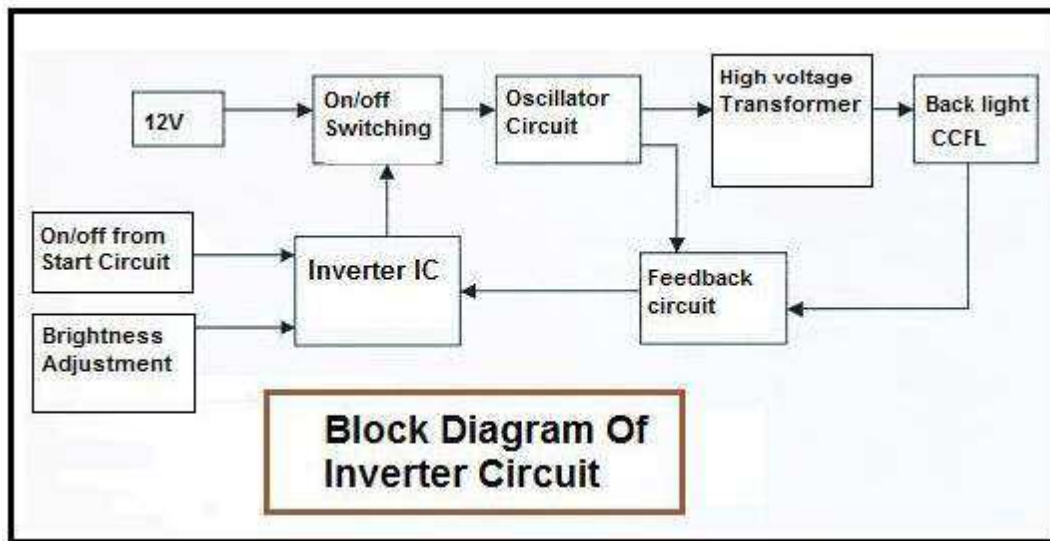 12V
On/off
Switching
Oscillator
Circuit
High voltage
Transformer
Back light
CCFL
On/off from
Start Circuit
Inverter IC
Feedback
circuit
Brightness
Adjustment
Block Diagram Of
Inverter Circuit